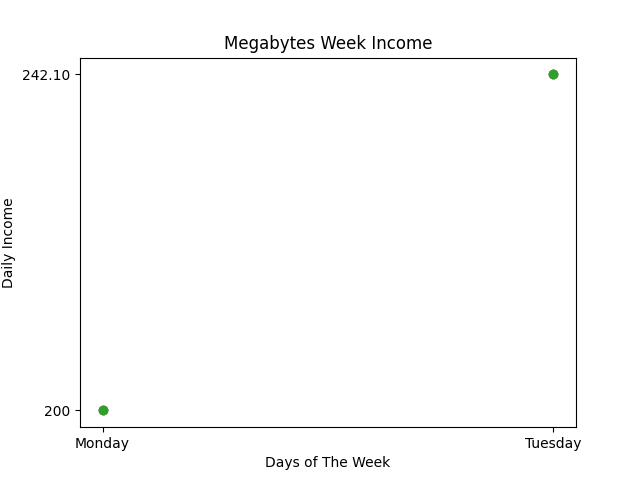 Megabytes Week Income
242.10
Daily Income
200
Monday Tuesday
Days of The Week